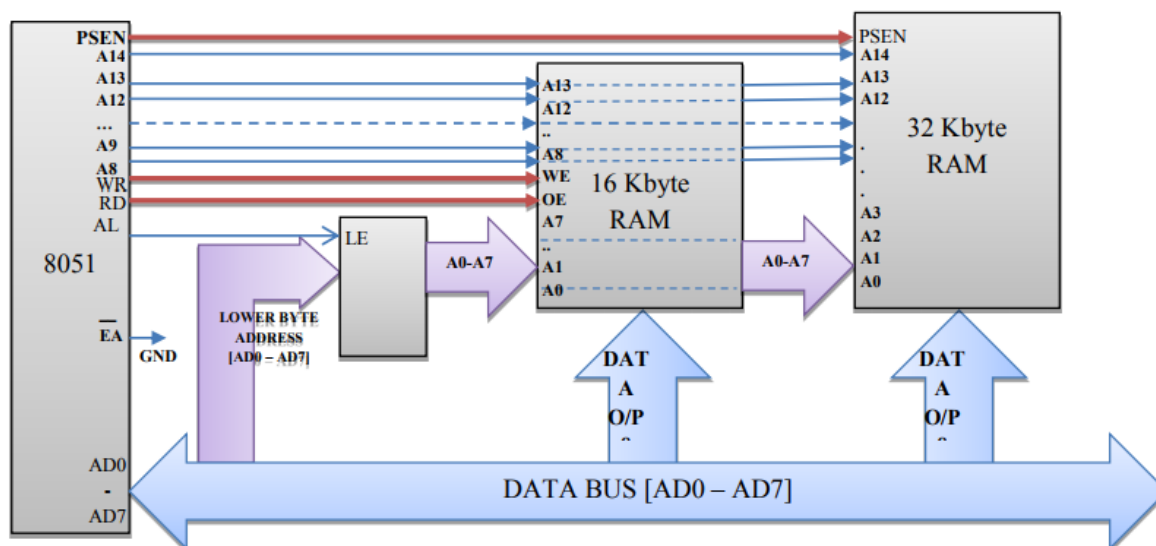 PSEN
A14
A13
A12
...
A9
A8
WR
RD
AL
8051
EA
GND
AD0
-
AD7
LE
LOWER BYTE
ADDRESS
[AD0 – AD7]
A0-A7
A13
A12
..
A8
WE
OE
A7
..
A1
A0
16 Kbyte
RAM
A0-A7
PSEN
A14
A13
A12
.
.
.
A3
A2
A1
A0
32 Kbyte
RAM
DAT
A
O/P
DAT
A
O/P
DATA BUS [AD0 – AD7]